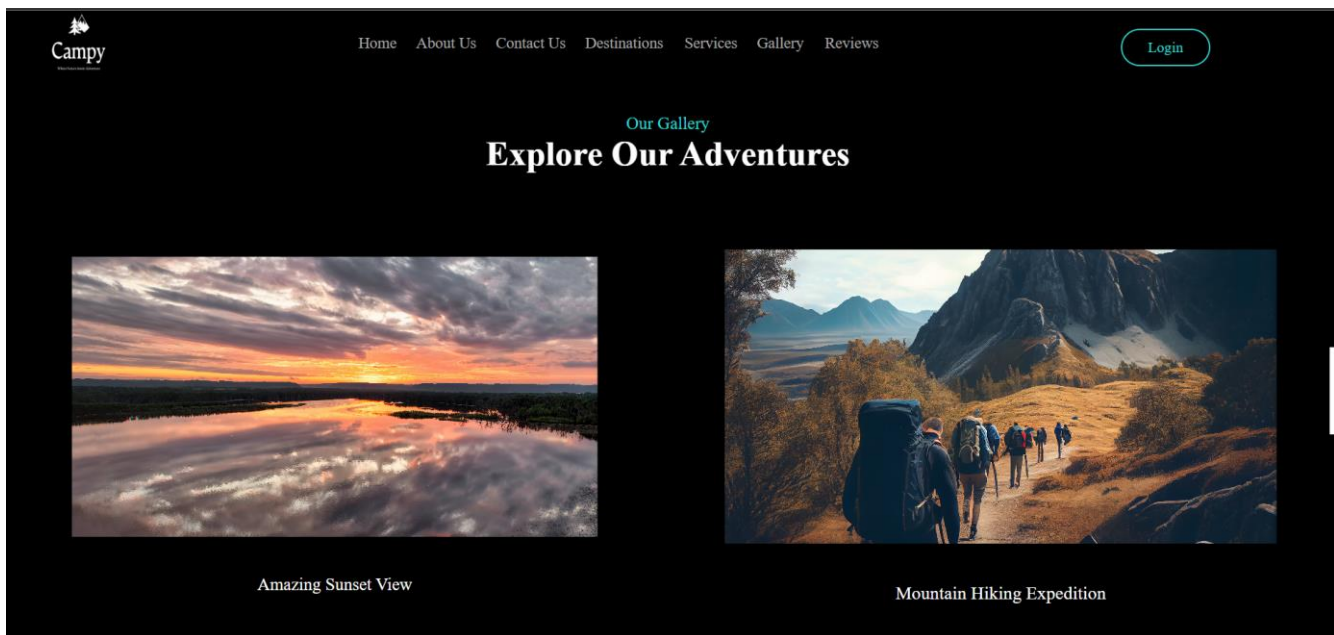 Campy
Home About Us Contact Us Destinations Services Gallery Reviews
Login
Our Gallery
Explore Our Adventures
Amazing Sunset View
Mountain Hiking Expedition